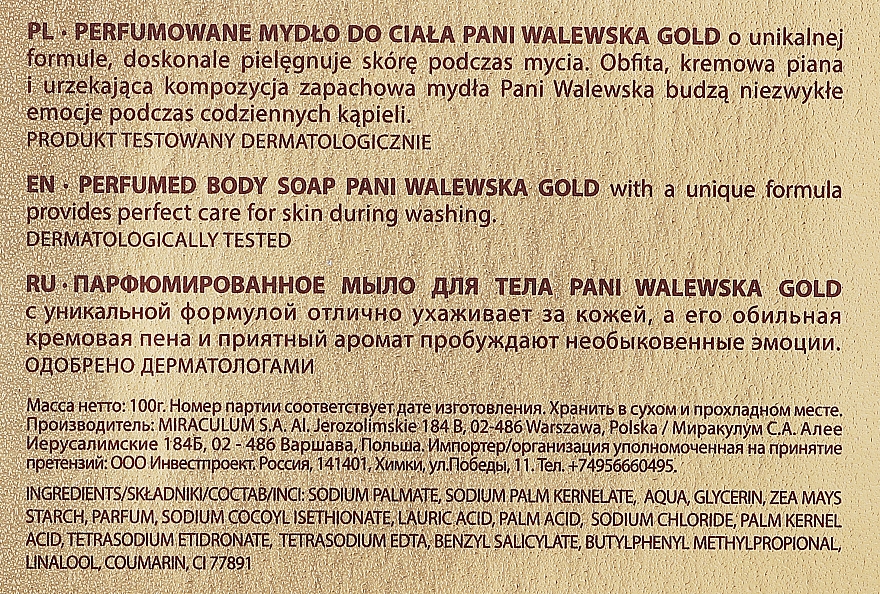 PL · PERFUMOWANE MYDŁO DO CIAŁA PANI WALEWSKA GOLD o unikalnej
formule, doskonale pielęgnuje skórę podczas mycia. Obfita, kremowa piana
i urzekająca kompozycja zapachowa mydła Pani Walewska budzą niezwykłe
emocje podczas codziennych kąpieli.
PRODUKT TESTOWANY DERMATOLOGICZNIE
EN · PERFUMED BODY SOAP PANI WALEWSKA GOLD with a unique formula
provides perfect care for skin during washing.
DERMATOLOGICALLY TESTED
RU · ПАРФЮМИРОВАННОЕ МЫЛО ДЛЯ ТЕЛА PANI WALEWSKA GOLD
с уникальной формулой отлично ухаживает за кожей, а его обильная
кремовая пена и приятный аромат пробуждают необыковенные эмоции.
ОДОБРЕНО ДЕРМАТОЛОГАМИ
Масса нетто: 100г. Номер партии соответствует дате изготовления. Хранить в сухом и прохладном месте.
Производитель: MIRACULUM S.A. Al. Jerozolimskie 184 B, 02-486 Warszawa, Polska / Миракулум С.А. Алее
Иерусалимские 184Б, 02 - 486 Варшава, Польша. Импортер/организация уполномоченная на принятие
претензий: ООО Инвестпроект. Россия, 141401, Химки, ул.Победы, 11. Тел. +74956660495.
INGREDIENTS/SKŁADNIKI/СОСТАВ/INCI: SODIUM PALMATE, SODIUM PALM KERNELATE, AQUA, GLYCERIN, ZEA MAYS
STARCH, PARFUM, SODIUM COCOYL ISETHIONATE, LAURIC ACID, PALM ACID, SODIUM CHLORIDE, PALM KERNEL
ACID, TETRASODIUM ETIDRONATE, TETRASODIUM EDTA, BENZYL SALICYLATE, BUTYLPHENYL METHYLPROPIONAL,
LINALOOL, COUMARIN, CI 77891